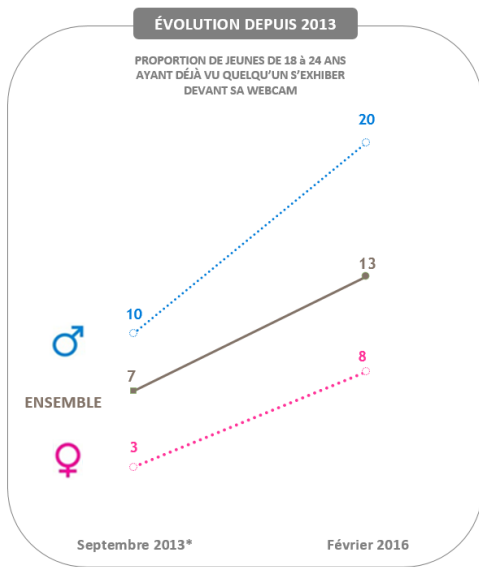 ÉVOLUTION DEPUIS 2013
PROPORTION DE JEUNES DE 18 à 24 ANS
AYANT DÉJÀ VU QUELQU'UN S'EXHIBER
DEVANT SA WEBCAM
20
13
10
7
8
ENSEMBLE
3
Septembre 2013*
Février 2016